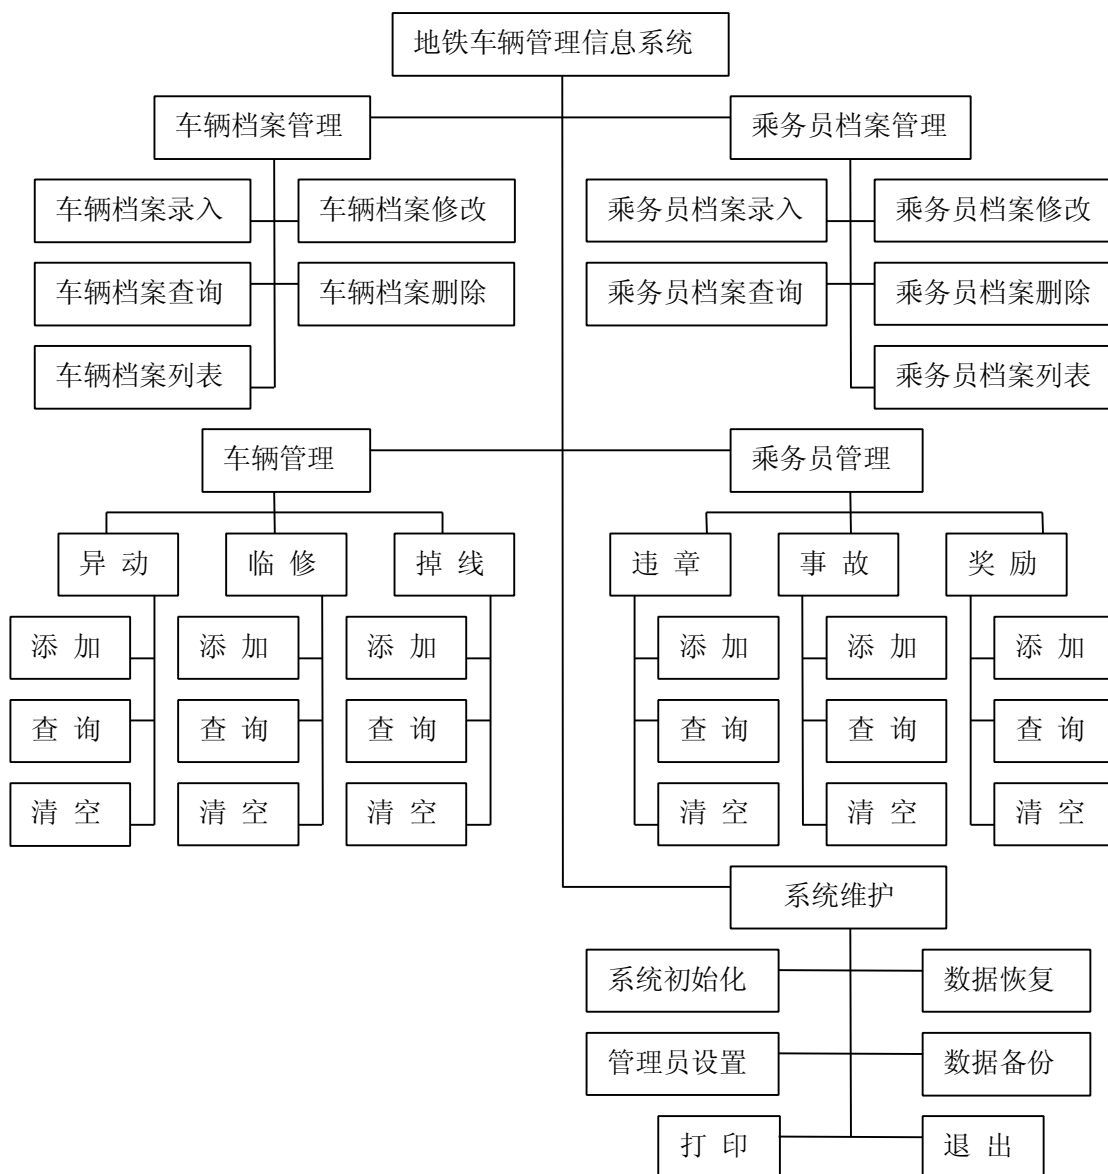 地铁车辆管理信息系统
车辆档案管理
乘务员档案管理
车辆档案录入
车辆档案修改
乘务员档案录入
乘务员档案修改
车辆档案查询
车辆档案删除
乘务员档案查询
乘务员档案删除
车辆档案列表
乘务员档案列表
车辆管理
乘务员管理
异 动
临 修
掉 线
违 章
事 故
奖 励
添 加
添 加
添 加
添 加
添 加
添 加
查 询
查 询
查 询
查 询
查 询
查 询
清 空
清 空
清 空
清 空
清 空
清 空
系统维护
系统初始化
数据恢复
管理员设置
数据备份
打 印
退 出